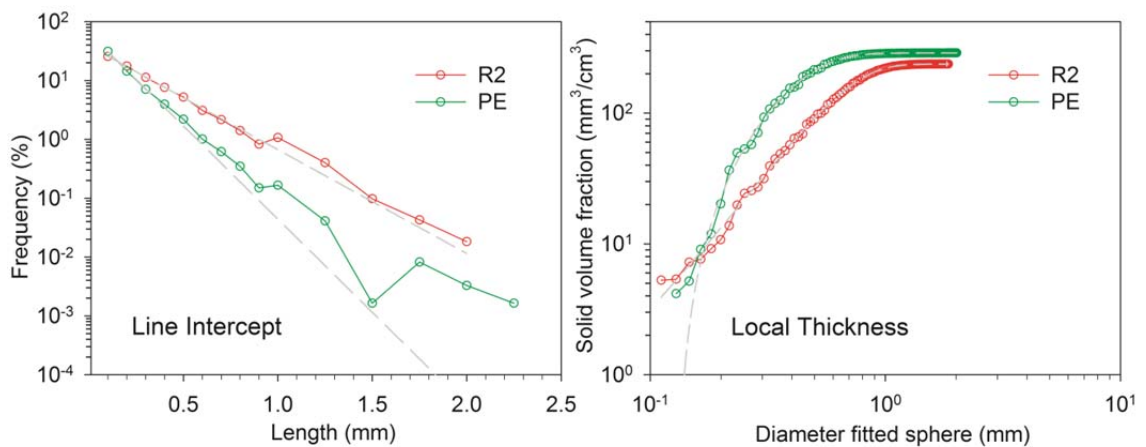 10²
10¹
10⁰
10⁻¹
10⁻²
10⁻³
10⁻⁴
Frequency (%)
R2
PE
Line Intercept
0.5 1.0 1.5 2.0 2.5
Length (mm)
Solid volume fraction (mm³/cm³)
10²
10¹
10⁰
R2
PE
Local Thickness
10⁻¹ 10⁰ 10¹
Diameter fitted sphere (mm)